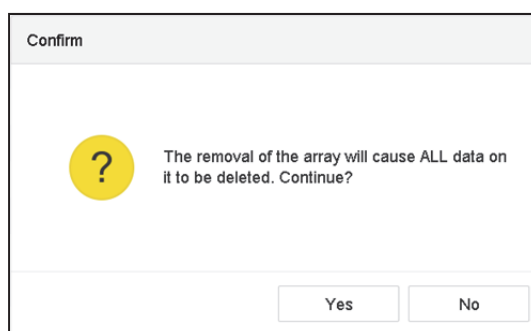 Confirm
?
The removal of the array will cause ALL data on
it to be deleted. Continue?
Yes No